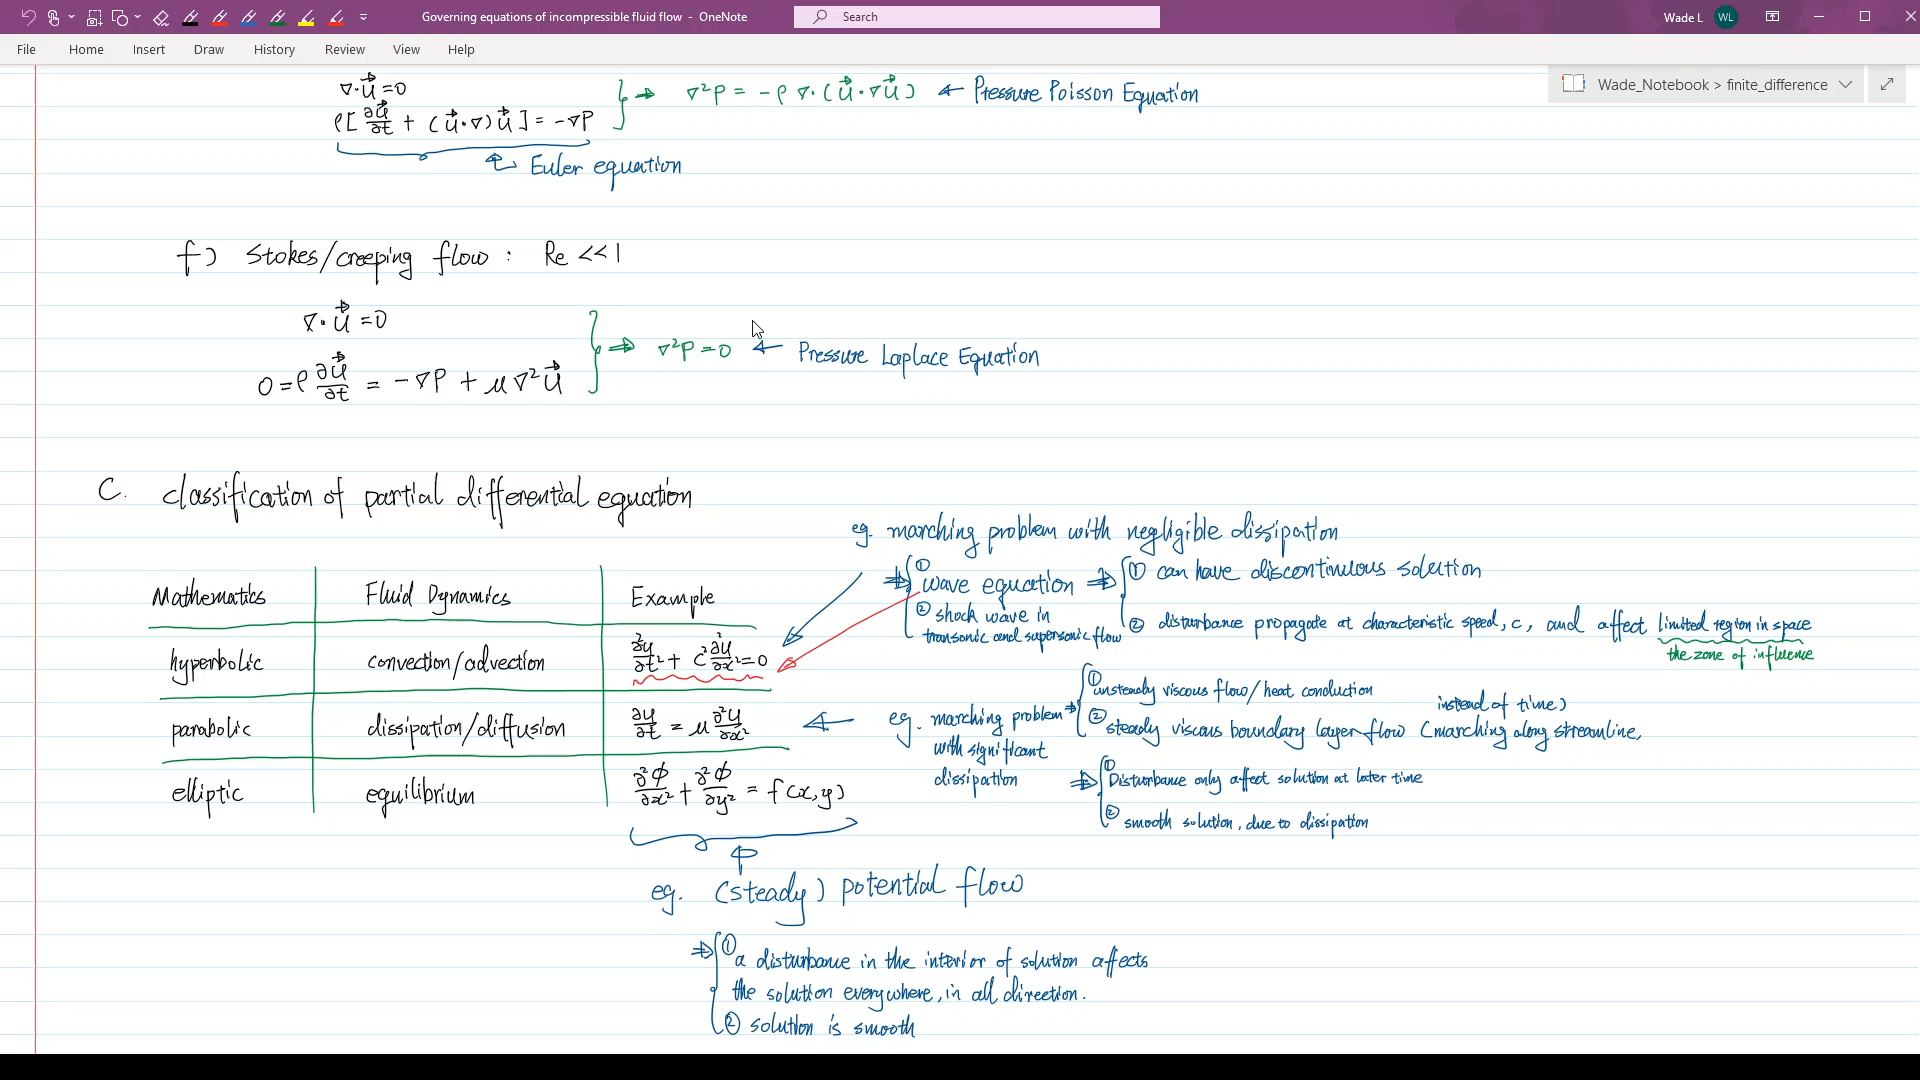 Governing equations of incompressible fluid flow - OneNote
Search
Wade L
WL
File Home Insert Draw History Review View Help
Wade_Notebook > finite_difference
∇·u⃗ =0
ρ[∂u⃗/∂t + (u⃗·∇)u⃗] = -∇P
⇒ ∇²P = -ρ∇·(u⃗·∇u⃗) ← Pressure Poisson Equation
Euler equation
f) Stokes/creeping flow : Re <<1
∇·u⃗ =0
0=ρ ∂u⃗/∂t = -∇P + μ∇²u⃗
⇒ ∇²P=0 ← Pressure Laplace Equation
C. classification of partial differential equation
Mathematics Fluid Dynamics Example
hyperbolic convection/advection ∂²u/∂t² + c² ∂²u/∂x² =0
parabolic dissipation/diffusion ∂u/∂t = μ ∂²u/∂x²
elliptic equilibrium ∂²φ/∂x² + ∂²φ/∂y² = f(x,y)
eg. marching problem with negligible dissipation
⇒ ① wave equation ⇒ ① can have discontinuous solution
② shock wave in
transonic and supersonic flow
② disturbance propagate at characteristic speed, c, and affect limited region in space
the zone of influence
← eg. marching problem
with significant
dissipation
⇒ ① unsteady viscous flow/heat conduction
② steady viscous boundary layer flow (marching along streamline,
instead of time)
⇒ ① Disturbance only affect solution at later time
② smooth solution, due to dissipation
eg. (steady) potential flow
⇒ ① a disturbance in the interior of solution affects
the solution everywhere, in all direction.
② solution is smooth